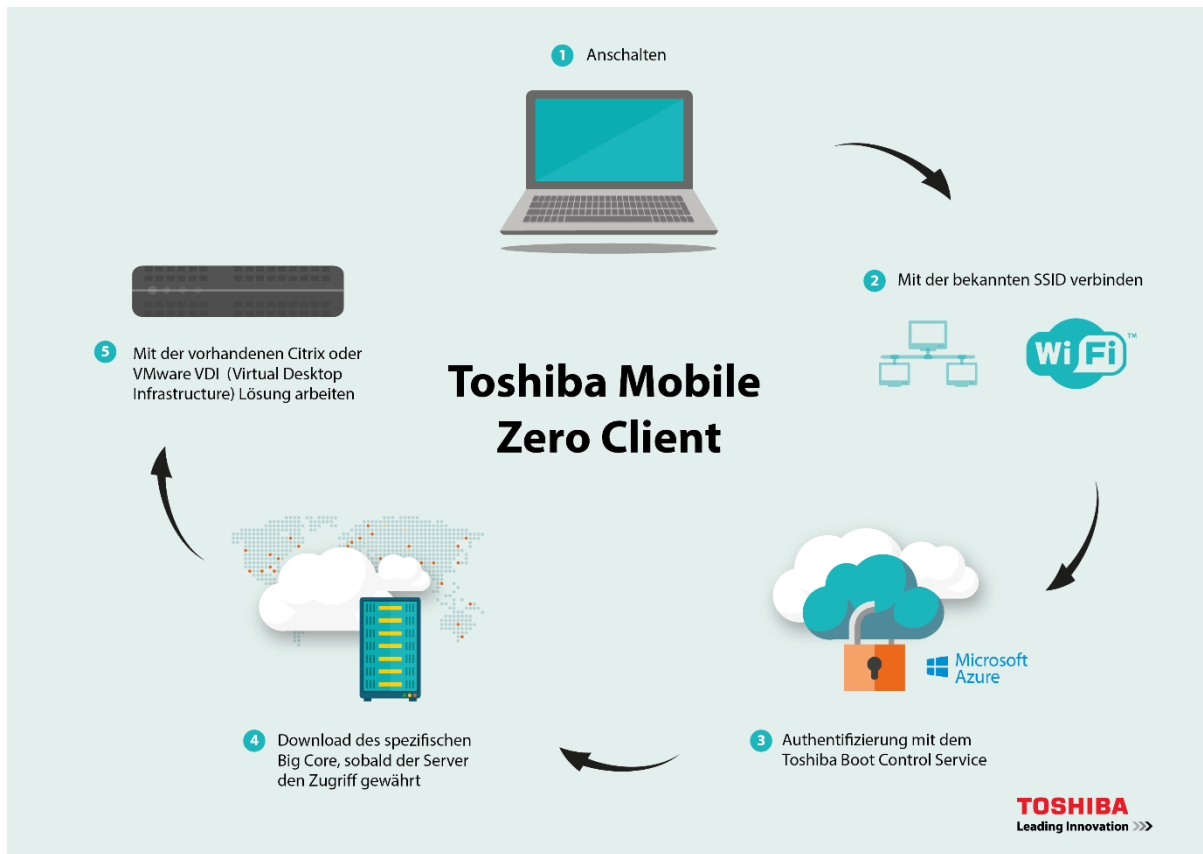 1 Anschalten
2 Mit der bekannten SSID verbinden
Wi Fi ™
5 Mit der vorhandenen Citrix oder
VMware VDI (Virtual Desktop
Infrastructure) Lösung arbeiten
Toshiba Mobile
Zero Client
Microsoft
Azure
4 Download des spezifischen
Big Core, sobald der Server
den Zugriff gewährt
3 Authentifizierung mit dem
Toshiba Boot Control Service
TOSHIBA
Leading Innovation >>>